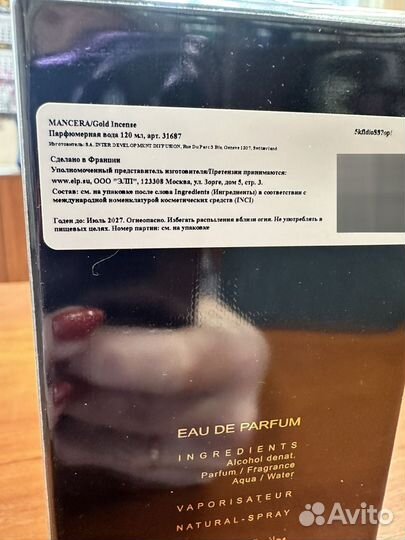 MANCERA/Gold Incense
Парфюмерная вода 120 мл, арт. 31687
Изготовитель: S.A. INTER DEVELOPMENT DIFFUSION, Rue Du Parc 3 Bis, Geneve 1207, Switzerland
Сделано в Франции
Уполномоченный представитель изготовителя/Претензии принимаются:
www.elp.su, ООО "ЭЛП", 123308 Москва, ул. Зорге, дом 5, стр. 3.
Состав: см. на упаковке после слова Ingredients (Ингредиенты) в соответствии с
международной номенклатурой косметических средств (INCI)
Годен до: Июль 2027. Огнеопасно. Избегать распыления вблизи огня. Не употреблять в
пищевых целях. Номер партии: см. на упаковке
EAU DE PARFUM
INGREDIENTS
Alcohol denat.
Parfum / Fragrance
Aqua / Water
VAPORISATEUR
NATURAL-SPRAY
Avito